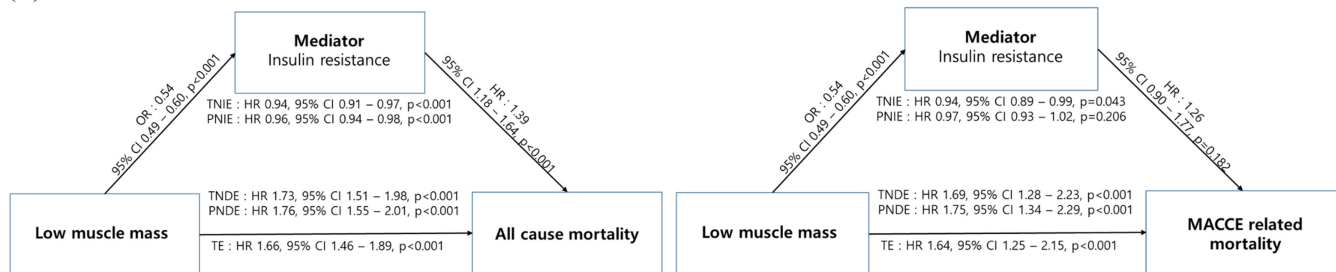 Mediator
Insulin resistance
OR : 0.54
95% CI 0.49 – 0.60, p<0.001
HR : 1.39
95% CI 1.18 – 1.64, p<0.001
TNIE : HR 0.94, 95% CI 0.91 – 0.97, p<0.001
PNIE : HR 0.96, 95% CI 0.94 – 0.98, p<0.001
TNDE : HR 1.73, 95% CI 1.51 – 1.98, p<0.001
PNDE : HR 1.76, 95% CI 1.55 – 2.01, p<0.001
Low muscle mass
All cause mortality
TE : HR 1.66, 95% CI 1.46 – 1.89, p<0.001
Mediator
Insulin resistance
OR : 0.54
95% CI 0.49 – 0.60, p<0.001
HR : 1.26
95% CI 0.90 – 1.77, p=0.182
TNIE : HR 0.94, 95% CI 0.89 – 0.99, p=0.043
PNIE : HR 0.97, 95% CI 0.93 – 1.02, p=0.206
TNDE : HR 1.69, 95% CI 1.28 – 2.23, p<0.001
PNDE : HR 1.75, 95% CI 1.34 – 2.29, p<0.001
Low muscle mass
MACCE related
mortality
TE : HR 1.64, 95% CI 1.25 – 2.15, p<0.001